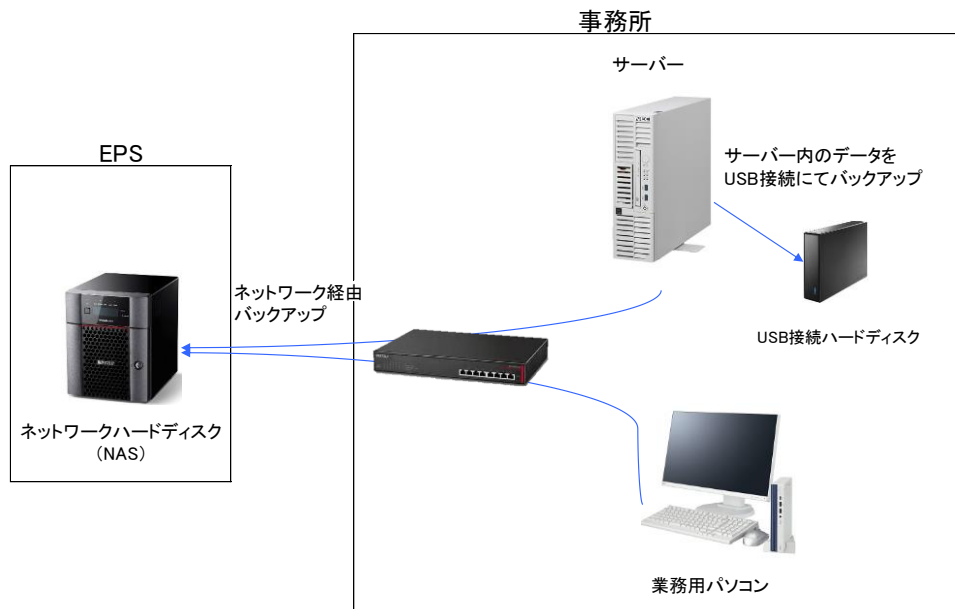 事務所
サーバー
EPS
サーバー内のデータを
USB接続にてバックアップ
ネットワーク経由
バックアップ
USB接続ハードディスク
ネットワークハードディスク
（NAS）
業務用パソコン